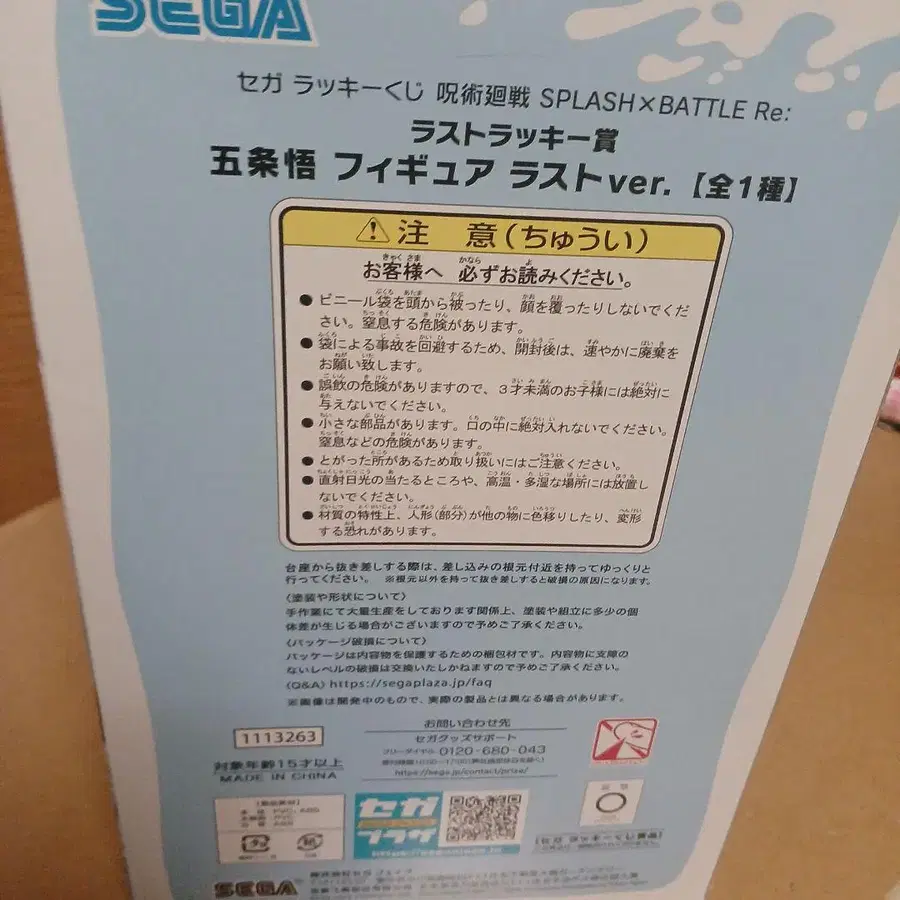 SEGA
セガ ラッキーくじ 呪術廻戦 SPLASH×BATTLE Re:
ラストラッキー賞
五条悟 フィギュア ラストver.【全1種】
⚠注 意(ちゅうい)
お客様へ 必ずお読みください。
●ビニール袋を頭から被ったり、顔を覆ったりしないでくだ
さい。窒息する危険があります。
●袋による事故を回避するため、開封後は、速やかに廃棄を
お願い致します。
●誤飲の危険がありますので、3才未満のお子様には絶対に
与えないでください。
●小さな部品があります。口の中に絶対入れないでください。
窒息などの危険があります。
●とがった所があるため取り扱いにはご注意ください。
●直射日光の当たるところや、高温・多湿な場所には放置し
ないでください。
●材質の特性上、人形(部分)が他の物に色移りしたり、変形
する恐れがあります。
台座から抜き差しする際は、差し込みの根元付近を持ってゆっくりと
行ってください。 ※根元以外を持って抜き差しすると破損の原因になります。
〈塗装や形状について〉
手作業にて大量生産をしております関係上、塗装や組立に多少の個
体差が生じる場合がございますので予めご了承ください。
〈パッケージ破損について〉
パッケージは内容物を保護するための梱包材です。内容物に支障の
ないレベルの破損は交換いたしかねますので予めご了承ください。
〈Q&A〉https://segaplaza.jp/faq
※画像は開発中のもので、実際の製品とは異なる場合があります。
1113263
対象年齢15才以上
MADE IN CHINA
お問い合わせ先
セガグッズサポート
フリーダイヤル 0120-680-043
https://sega.jp/contact/prize/
セガ
プラザ
SEGA